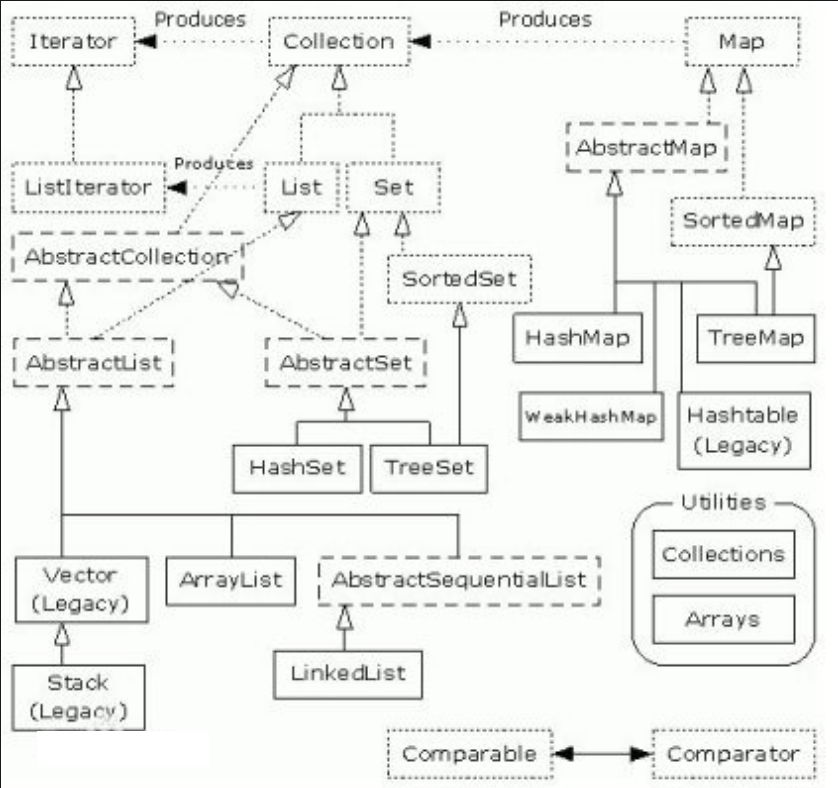 Produces
Produces
Iterator
Collection
Map
AbstractMap
Produces
ListIterator
List
Set
SortedMap
AbstractCollection
SortedSet
HashMap
TreeMap
AbstractList
AbstractSet
WeakHashMap
Hashtable
(Legacy)
HashSet
TreeSet
Utilities
Collections
Vector
(Legacy)
ArrayList
AbstractSequentialList
Arrays
LinkedList
Stack
(Legacy)
Comparable
Comparator